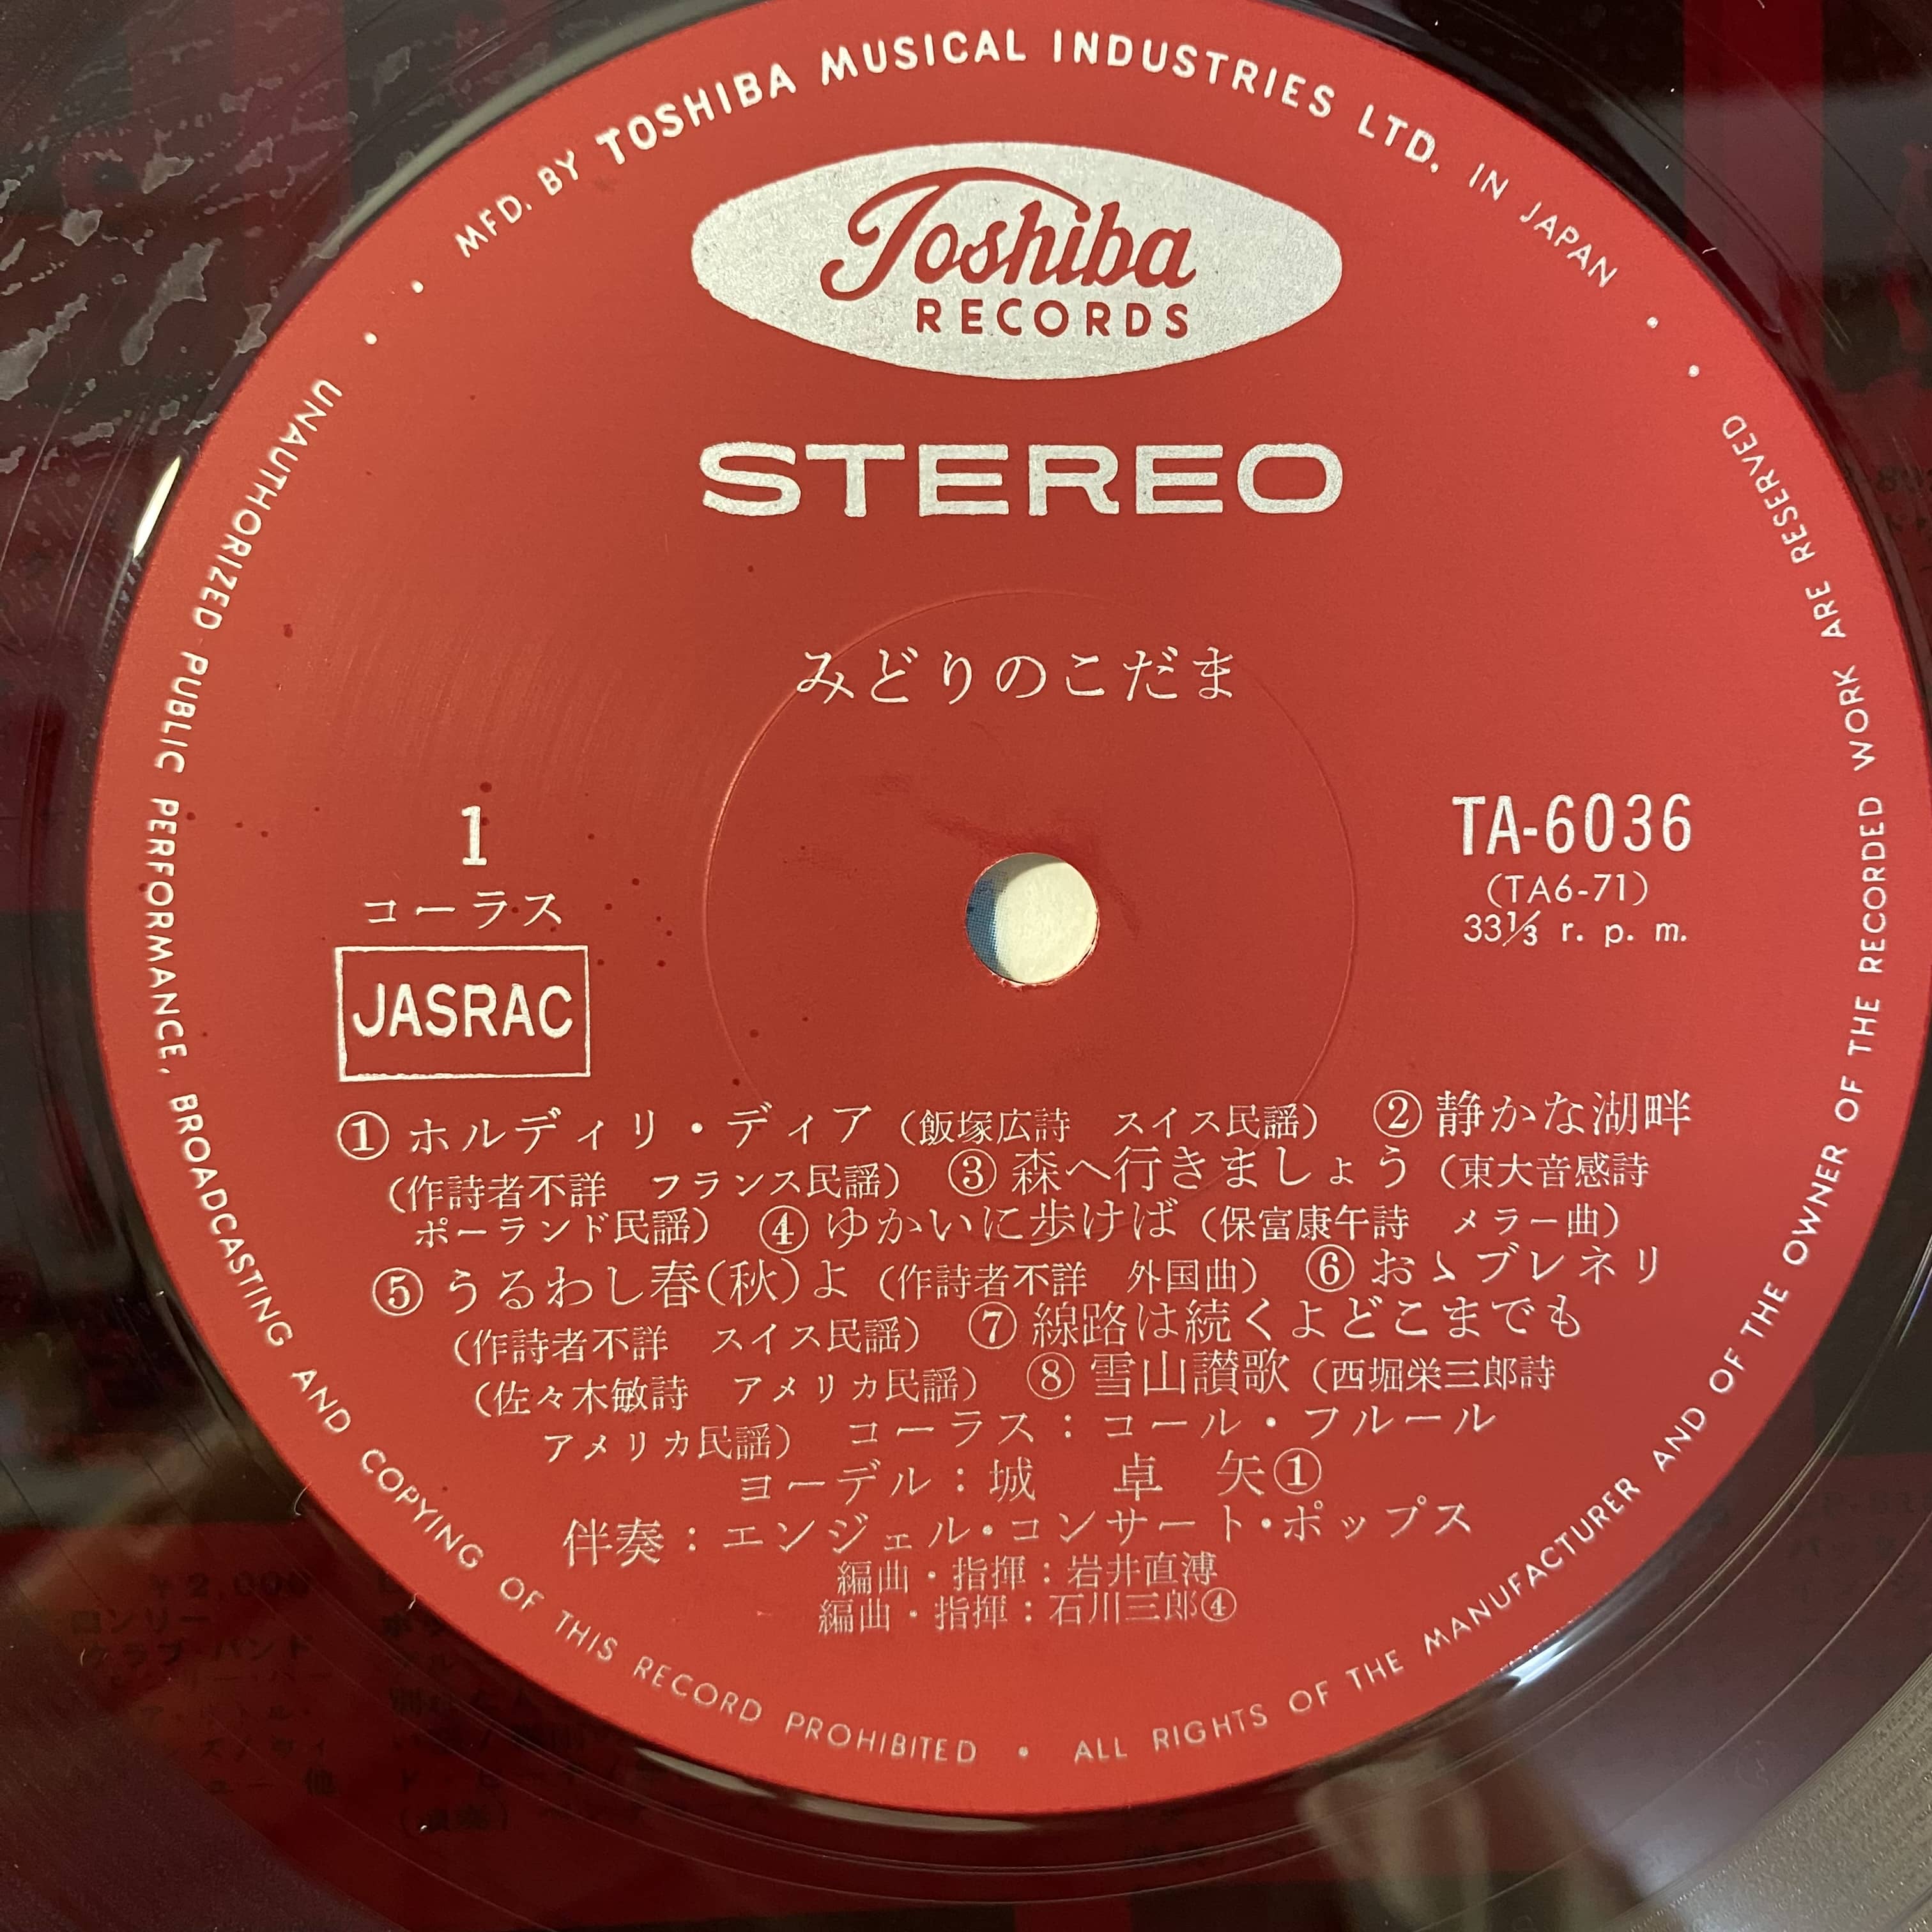 MFD. BY TOSHIBA MUSICAL INDUSTRIES LTD. IN JAPAN
Toshiba
RECORDS
STEREO
みどりのこだま
1
コーラス
JASRAC
TA-6036
(TA6-71)
33⅓ r. p. m.
① ホルディリ・ディア (飯塚広詩 スイス民謡) ② 静かな湖畔
(作詩者不詳 フランス民謡) ③ 森へ行きましょう (東大音感詩
ポーランド民謡) ④ ゆかいに歩けば (保富康午詩 メラー曲)
⑤ うるわし春(秋)よ (作詩者不詳 外国曲) ⑥ おゝブレネリ
(作詩者不詳 スイス民謡) ⑦ 線路は続くよどこまでも
(佐々木敏詩 アメリカ民謡) ⑧ 雪山讃歌 (西堀栄三郎詩
アメリカ民謡) コーラス：コール・フルール
ヨーデル：城 卓 矢①
伴奏：エンジェル・コンサート・ポップス
編曲・指揮：岩井直溥
編曲・指揮：石川三郎④
UNAUTHORIZED PUBLIC PERFORMANCE, BROADCASTING AND COPYING OF THIS RECORD PROHIBITED • ALL RIGHTS OF THE MANUFACTURER AND OF THE OWNER OF THE RECORDED WORK ARE RESERVED
¥2,000
ロンリー